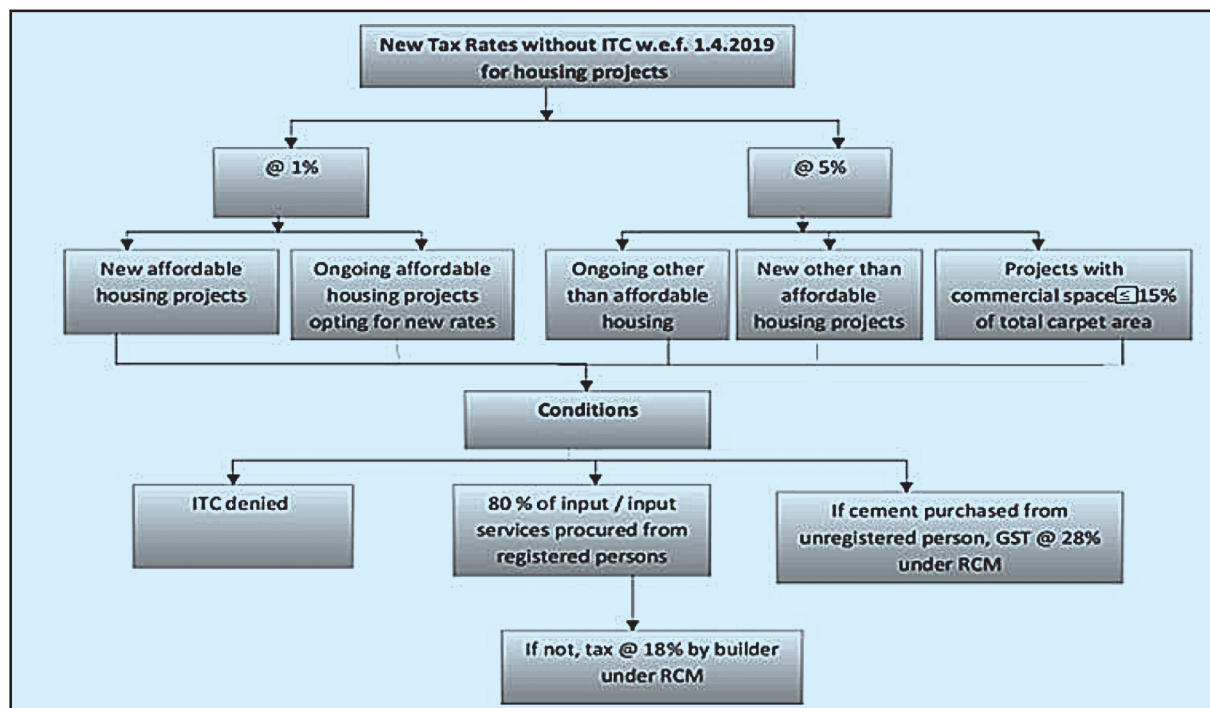 New Tax Rates without ITC w.e.f. 1.4.2019
for housing projects
@ 1%
@ 5%
New affordable
housing projects
Ongoing affordable
housing projects
opting for new rates
Ongoing other
than affordable
housing
New other than
affordable
housing projects
Projects with
commercial space ≤ 15%
of total carpet area
Conditions
ITC denied
80 % of input / input
services procured from
registered persons
If cement purchased from
unregistered person, GST @ 28%
under RCM
If not, tax @ 18% by builder
under RCM